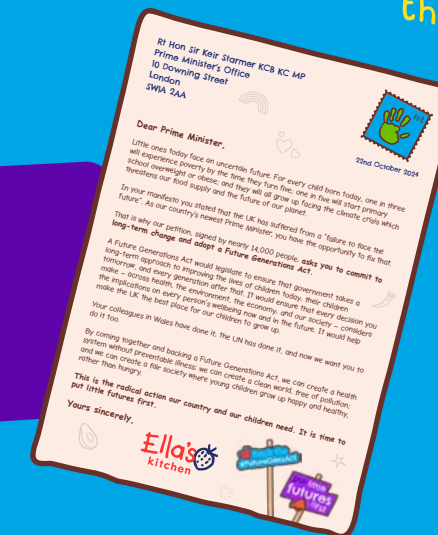 th
Rt Hon Sir Keir Starmer KCB KC MP
Prime Minister's Office
10 Downing Street
London
SW1A 2AA
1st
22nd October 2024
Dear Prime Minister,
Little ones today face an uncertain future. For every child born today, one in three
will experience poverty by the time they turn five; one in five will start primary
school overweight or obese; and they will all grow up facing the climate crisis which
threatens our food supply and the future of our planet.
In your manifesto you stated that the UK has suffered from a "failure to face the
future". As our country's newest Prime Minister, you have the opportunity to fix that
That is why our petition, signed by nearly 14,000 people, asks you to commit to
long-term change and adopt a Future Generations Act.
A Future Generations Act would legislate to ensure that government takes a
long-term approach to improving the lives of children today, their children
tomorrow, and every generation after that. It would ensure that every decision you
make – across health, the environment, the economy, and our society – considers
the implications on every person's wellbeing now and in the future. It would help
make the UK the best place for our children to grow up.
Your colleagues in Wales have done it, the UN has done it, and now we want you to
do it too.
By coming together and backing a Future Generations Act, we can create a health
system without preventable illness; we can create a clean world, free of pollution;
and we can create a fair society where young children grow up happy and healthy,
rather than hungry.
This is the radical action our country and our children need. It is time to
put little futures first.
Yours sincerely,
Ella's
kitchen
#FutureGensAct
little
futures
first